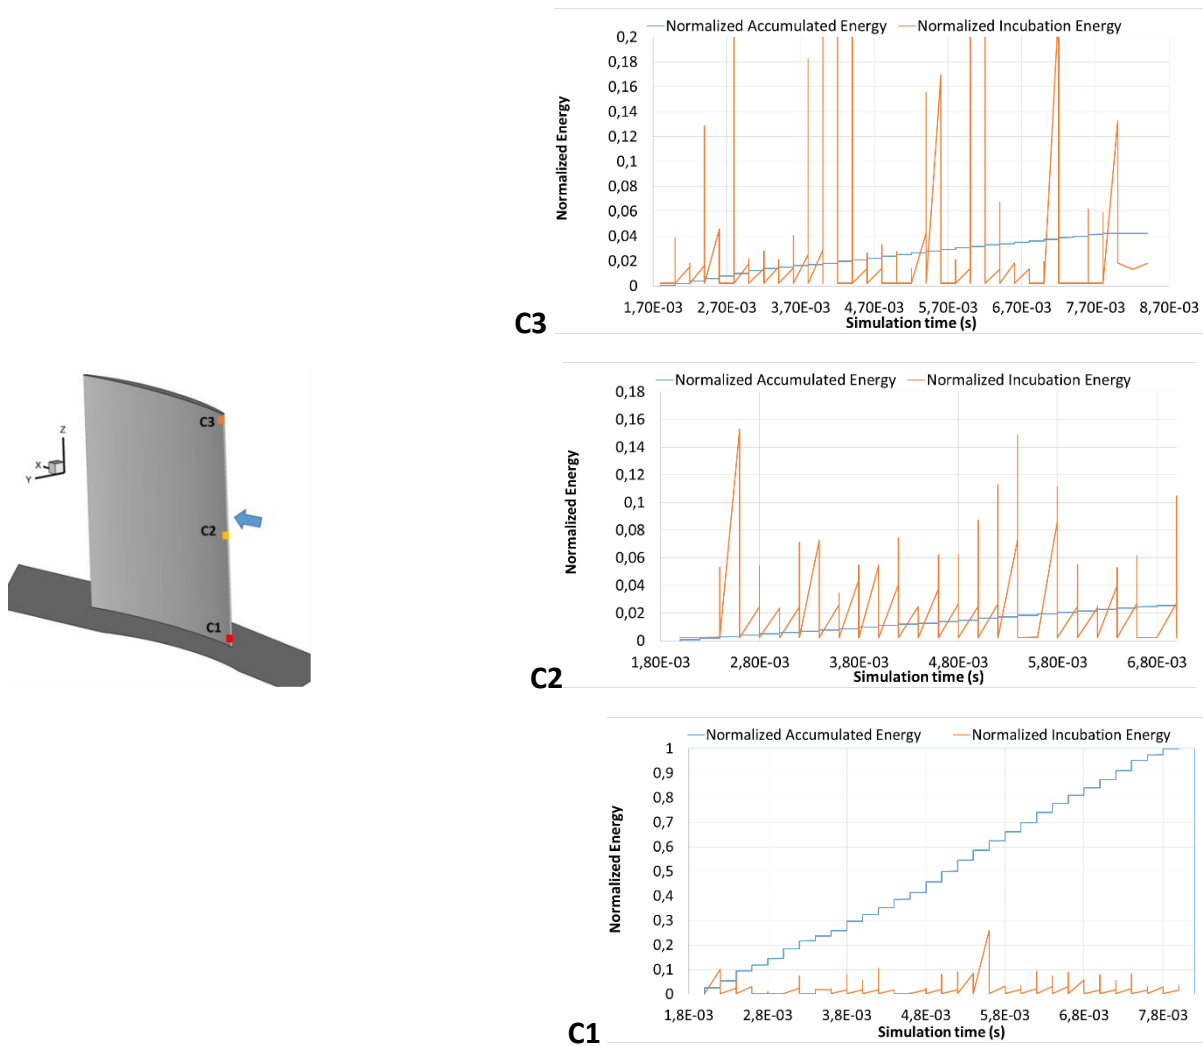 Normalized Accumulated Energy Normalized Incubation Energy
0,2
0,18
0,16
0,14
0,12
0,1
0,08
0,06
0,04
0,02
0
Normalized Energy
1,70E-03 2,70E-03 3,70E-03 4,70E-03 5,70E-03 6,70E-03 7,70E-03 8,70E-03
Simulation time (s)
C3
C3
C2
C1
Z
X
Y
Normalized Accumulated Energy Normalized Incubation Energy
0,18
0,16
0,14
0,12
0,1
0,08
0,06
0,04
0,02
0
Normalized Energy
1,80E-03 2,80E-03 3,80E-03 4,80E-03 5,80E-03 6,80E-03
Simulation time (s)
C2
Normalized Accumulated Energy Normalized Incubation Energy
1
0,9
0,8
0,7
0,6
0,5
0,4
0,3
0,2
0,1
0
Normalized Energy
1,8E-03 2,8E-03 3,8E-03 4,8E-03 5,8E-03 6,8E-03 7,8E-03
Simulation time (s)
C1